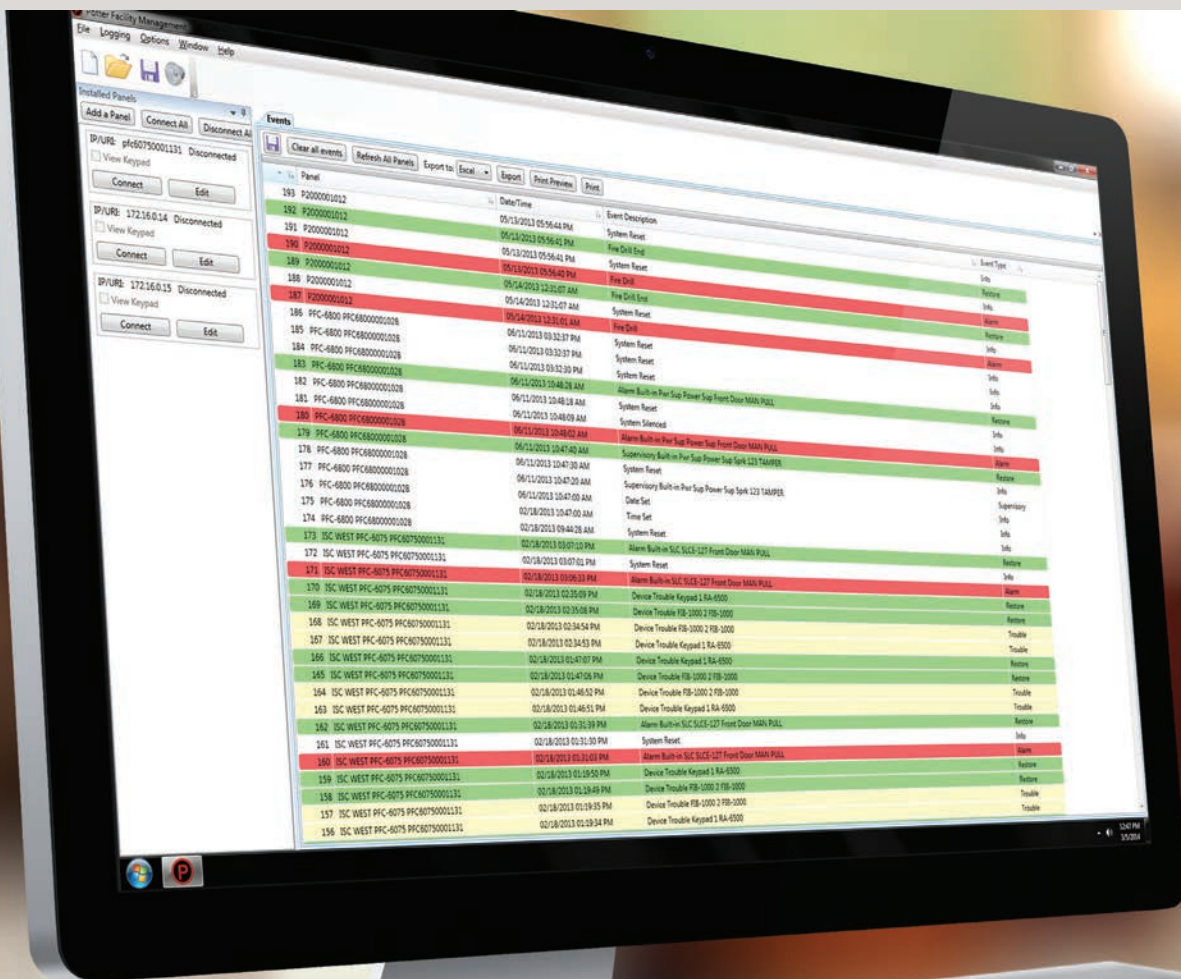 Potter Facility Management
File Logging Options Window Help
Installed Panels
Add a Panel Connect All Disconnect Al
IP/URI: pfc60750001131 Disconnected
View Keypad
Connect Edit
IP/URI: 172.16.0.14 Disconnected
View Keypad
Connect Edit
IP/URI: 172.16.0.15 Disconnected
View Keypad
Connect Edit
Events
Clear all events Refresh All Panels Export to: Excel Export Print Preview Print
Panel Date/Time Event Description Event Type
193 P2000001012 05/13/2013 05:56:44 PM System Reset Info
192 P2000001012 05/13/2013 05:56:41 PM Fire Drill End Restore
191 P2000001012 05/13/2013 05:56:41 PM System Reset Info
190 P2000001012 05/13/2013 05:56:40 PM Fire Drill Alarm
189 P2000001012 05/14/2013 12:31:07 AM Fire Drill End Restore
188 P2000001012 05/14/2013 12:31:07 AM System Reset Info
187 P2000001012 05/14/2013 12:31:01 AM Fire Drill Alarm
186 PFC-6800 PFC68000001028 06/11/2013 03:32:37 PM System Reset Info
185 PFC-6800 PFC68000001028 06/11/2013 03:32:37 PM System Reset Info
184 PFC-6800 PFC68000001028 06/11/2013 03:32:30 PM System Reset Info
183 PFC-6800 PFC68000001028 06/11/2013 10:48:28 AM Alarm Built-in Pwr Sup Power Sup Front Door MAN PULL Restore
182 PFC-6800 PFC68000001028 06/11/2013 10:48:18 AM System Reset Info
181 PFC-6800 PFC68000001028 06/11/2013 10:48:09 AM System Silenced Info
180 PFC-6800 PFC68000001028 06/11/2013 10:48:02 AM Alarm Built-in Pwr Sup Power Sup Front Door MAN PULL Alarm
179 PFC-6800 PFC68000001028 06/11/2013 10:47:40 AM Supervisory Built-in Pwr Sup Power Sup Sprk 123 TAMPER Restore
178 PFC-6800 PFC68000001028 06/11/2013 10:47:30 AM System Reset Info
177 PFC-6800 PFC68000001028 06/11/2013 10:47:20 AM Supervisory Built-in Pwr Sup Power Sup Sprk 123 TAMPER Supervisory
176 PFC-6800 PFC68000001028 06/11/2013 10:47:00 AM Date Set Info
175 PFC-6800 PFC68000001028 02/18/2013 10:47:00 AM Time Set Info
174 PFC-6800 PFC68000001028 02/18/2013 09:44:26 AM System Reset Info
173 ISC WEST PFC-6075 PFC60750001131 02/18/2013 03:07:10 PM Alarm Built-in SLC SLCE-127 Front Door MAN PULL Restore
172 ISC WEST PFC-6075 PFC60750001131 02/18/2013 03:07:01 PM System Reset Info
171 ISC WEST PFC-6075 PFC60750001131 02/18/2013 03:06:33 PM Alarm Built-in SLC SLCE-127 Front Door MAN PULL Alarm
170 ISC WEST PFC-6075 PFC60750001131 02/18/2013 02:35:09 PM Device Trouble Keypad 1 RA-6500 Restore
169 ISC WEST PFC-6075 PFC60750001131 02/18/2013 02:35:08 PM Device Trouble FIB-1000 2 FIB-1000 Restore
168 ISC WEST PFC-6075 PFC60750001131 02/18/2013 02:34:54 PM Device Trouble FIB-1000 2 FIB-1000 Trouble
167 ISC WEST PFC-6075 PFC60750001131 02/18/2013 02:34:53 PM Device Trouble Keypad 1 RA-6500 Trouble
166 ISC WEST PFC-6075 PFC60750001131 02/18/2013 01:47:07 PM Device Trouble Keypad 1 RA-6500 Restore
165 ISC WEST PFC-6075 PFC60750001131 02/18/2013 01:47:06 PM Device Trouble FIB-1000 2 FIB-1000 Restore
164 ISC WEST PFC-6075 PFC60750001131 02/18/2013 01:46:52 PM Device Trouble FIB-1000 2 FIB-1000 Trouble
163 ISC WEST PFC-6075 PFC60750001131 02/18/2013 01:46:51 PM Device Trouble Keypad 1 RA-6500 Trouble
162 ISC WEST PFC-6075 PFC60750001131 02/18/2013 01:31:39 PM Alarm Built-in SLC SLCE-127 Front Door MAN PULL Restore
161 ISC WEST PFC-6075 PFC60750001131 02/18/2013 01:31:30 PM System Reset Info
160 ISC WEST PFC-6075 PFC60750001131 02/18/2013 01:31:03 PM Alarm Built-in SLC SLCE-127 Front Door MAN PULL Alarm
159 ISC WEST PFC-6075 PFC60750001131 02/18/2013 01:19:50 PM Device Trouble Keypad 1 RA-6500 Restore
158 ISC WEST PFC-6075 PFC60750001131 02/18/2013 01:19:49 PM Device Trouble FIB-1000 2 FIB-1000 Restore
157 ISC WEST PFC-6075 PFC60750001131 02/18/2013 01:19:35 PM Device Trouble FIB-1000 2 FIB-1000 Trouble
156 ISC WEST PFC-6075 PFC60750001131 02/18/2013 01:19:34 PM Device Trouble Keypad 1 RA-6500 Trouble
P
12:47 PM
3/5/2014